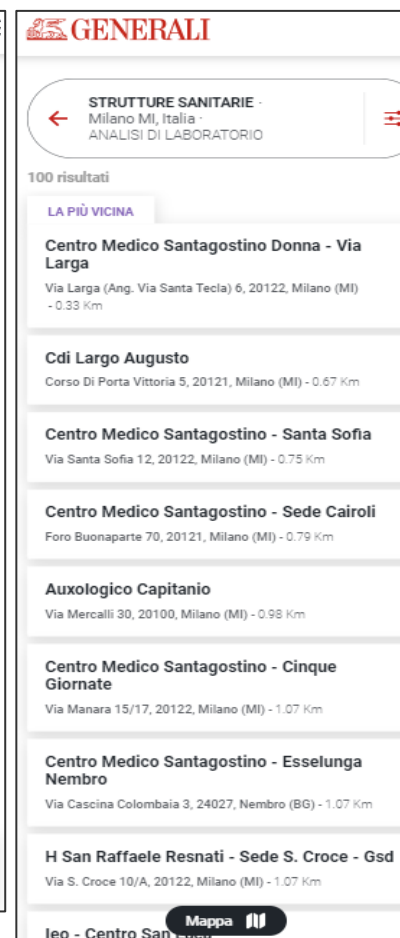 GENERALI
STRUTTURE SANITARIE ·
Milano MI, Italia ·
ANALISI DI LABORATORIO
100 risultati
LA PIÙ VICINA
Centro Medico Santagostino Donna - Via
Larga
Via Larga (Ang. Via Santa Tecla) 6, 20122, Milano (MI)
- 0.33 Km
Cdi Largo Augusto
Corso Di Porta Vittoria 5, 20121, Milano (MI) - 0.67 Km
Centro Medico Santagostino - Santa Sofia
Via Santa Sofia 12, 20122, Milano (MI) - 0.75 Km
Centro Medico Santagostino - Sede Cairoli
Foro Buonaparte 70, 20121, Milano (MI) - 0.79 Km
Auxologico Capitanio
Via Mercalli 30, 20100, Milano (MI) - 0.98 Km
Centro Medico Santagostino - Cinque
Giornate
Via Manara 15/17, 20122, Milano (MI) - 1.07 Km
Centro Medico Santagostino - Esselunga
Nembro
Via Cascina Colombaia 3, 24027, Nembro (BG) - 1.07 Km
H San Raffaele Resnati - Sede S. Croce - Gsd
Via S. Croce 10/A, 20122, Milano (MI) - 1.07 Km
Mappa
Ieo - Centro San